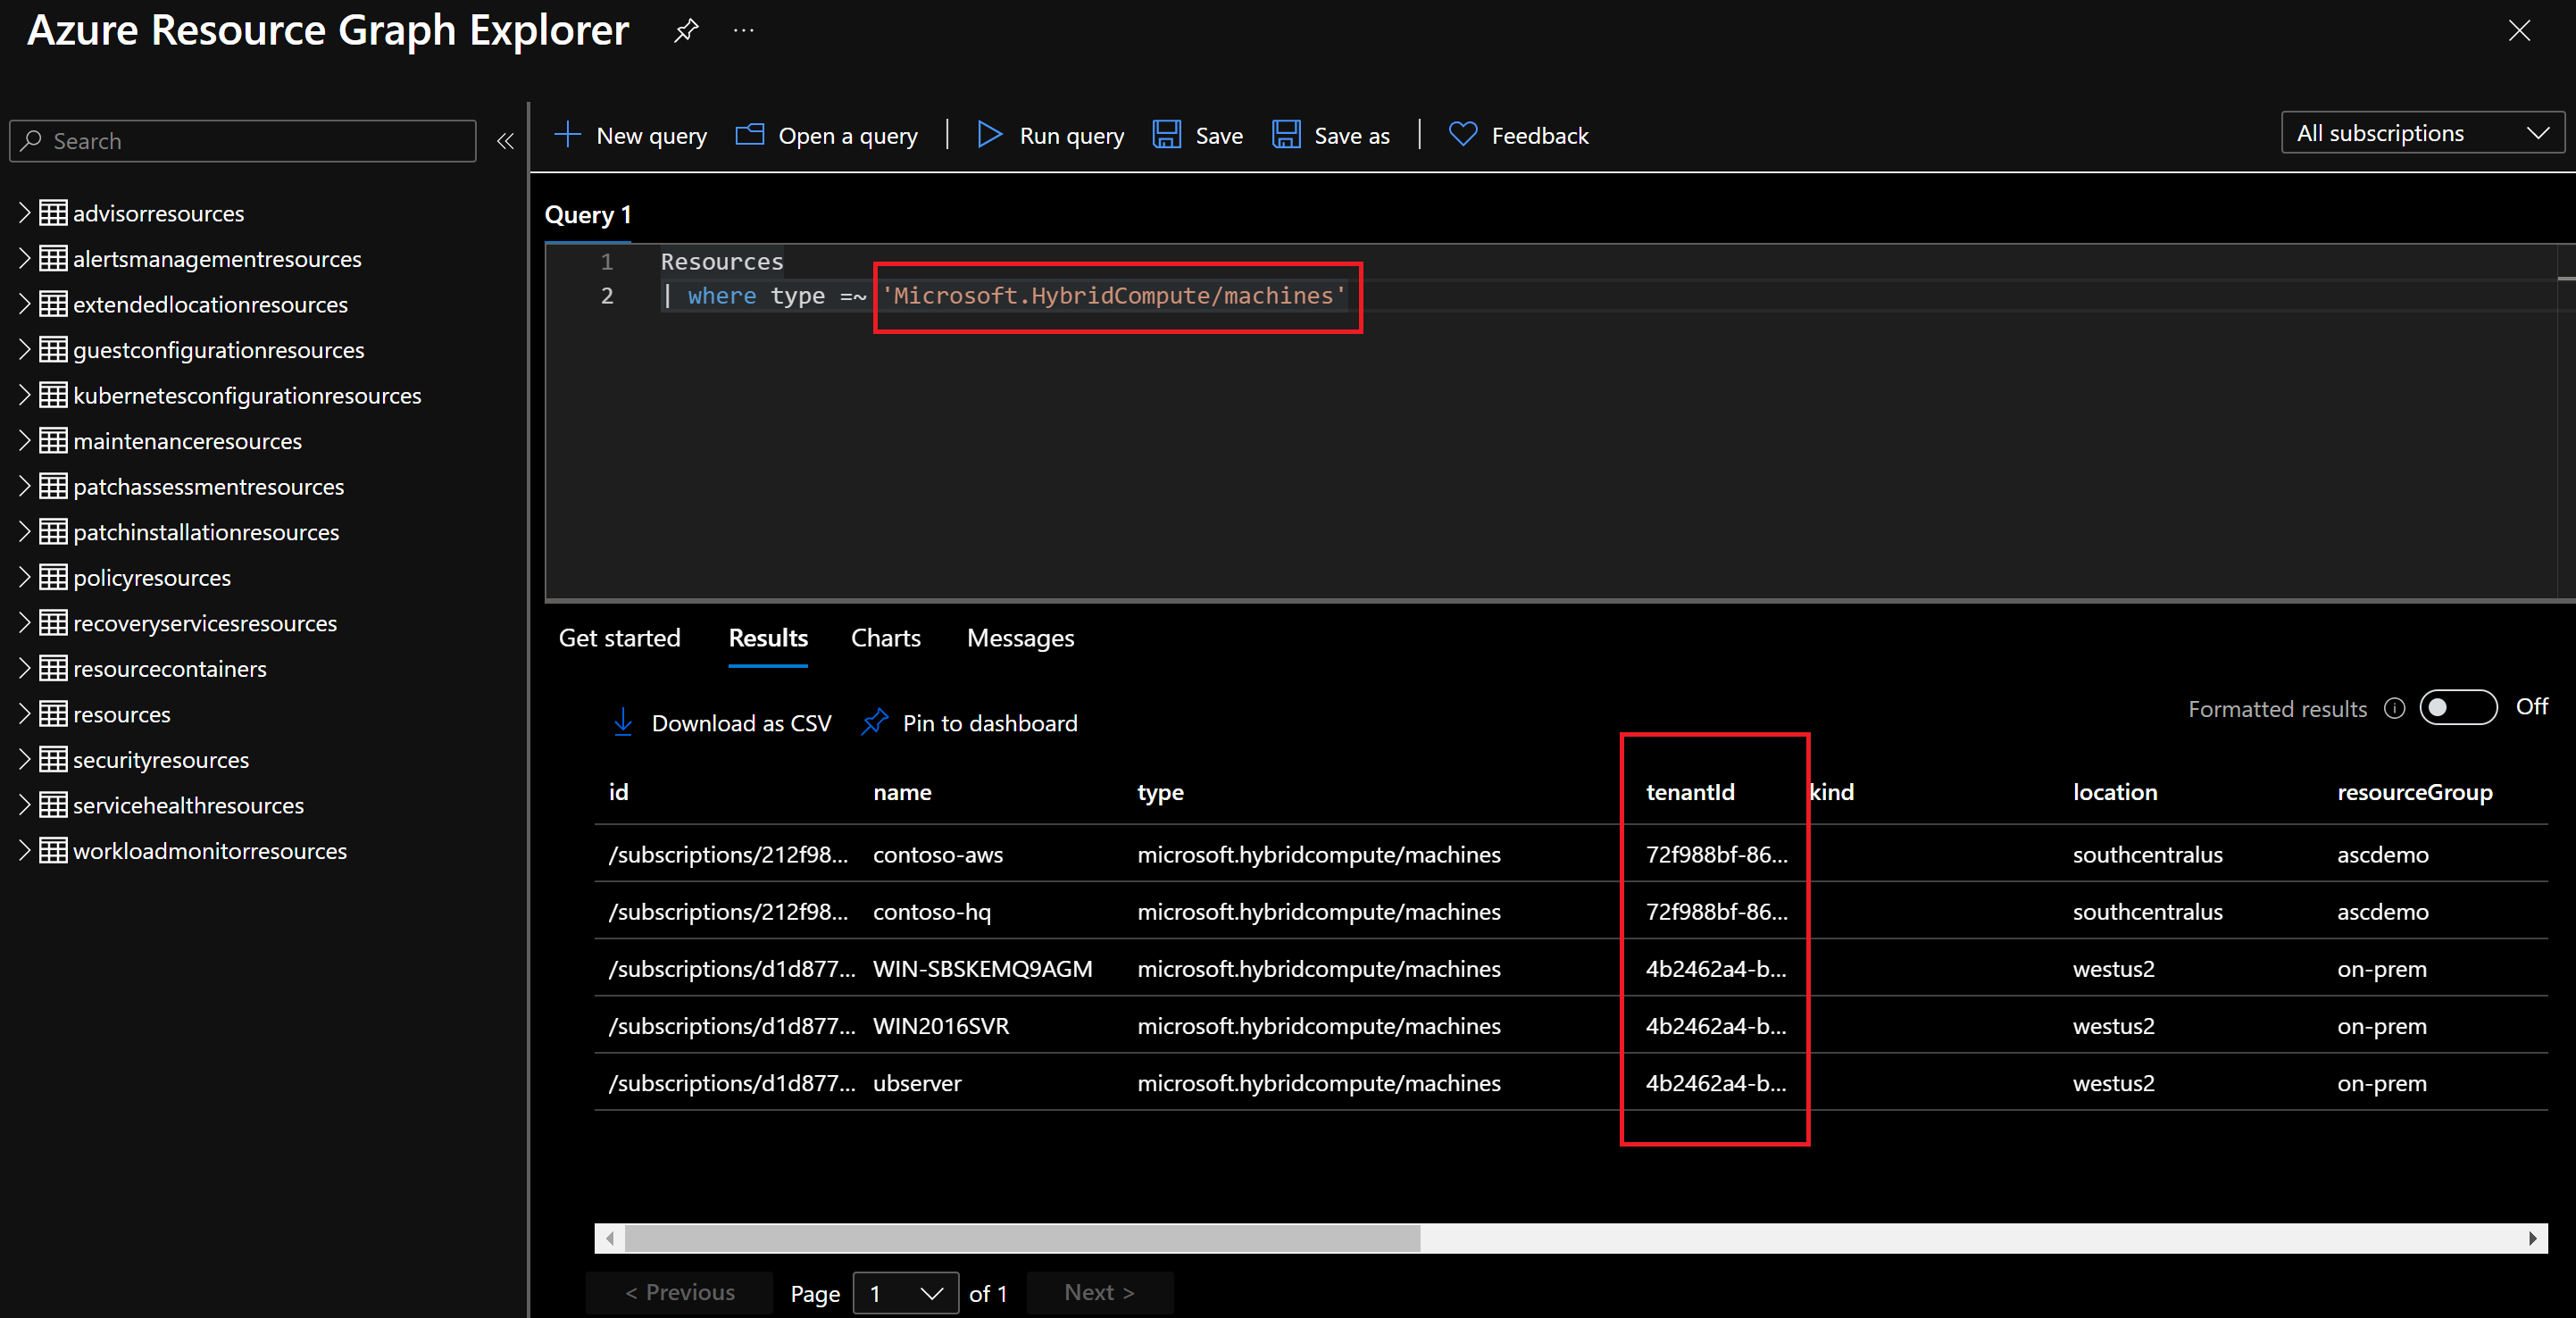 Azure Resource Graph Explorer
Search
New query
Open a query
Run query
Save
Save as
Feedback
All subscriptions
advisorresources
alertsmanagementresources
extendedlocationresources
guestconfigurationresources
kubernetesconfigurationresources
maintenanceresources
patchassessmentresources
patchinstallationresources
policyresources
recoveryservicesresources
resourcecontainers
resources
securityresources
servicehealthresources
workloadmonitorresources
Query 1
1 Resources
2 | where type =~ 'Microsoft.HybridCompute/machines'
Get started Results Charts Messages
Download as CSV Pin to dashboard
Formatted results Off
id name type tenantId kind location resourceGroup
/subscriptions/212f98... contoso-aws microsoft.hybridcompute/machines 72f988bf-86... southcentralus ascdemo
/subscriptions/212f98... contoso-hq microsoft.hybridcompute/machines 72f988bf-86... southcentralus ascdemo
/subscriptions/d1d877... WIN-SBSKEMQ9AGM microsoft.hybridcompute/machines 4b2462a4-b... westus2 on-prem
/subscriptions/d1d877... WIN2016SVR microsoft.hybridcompute/machines 4b2462a4-b... westus2 on-prem
/subscriptions/d1d877... ubserver microsoft.hybridcompute/machines 4b2462a4-b... westus2 on-prem
< Previous Page 1 of 1 Next >